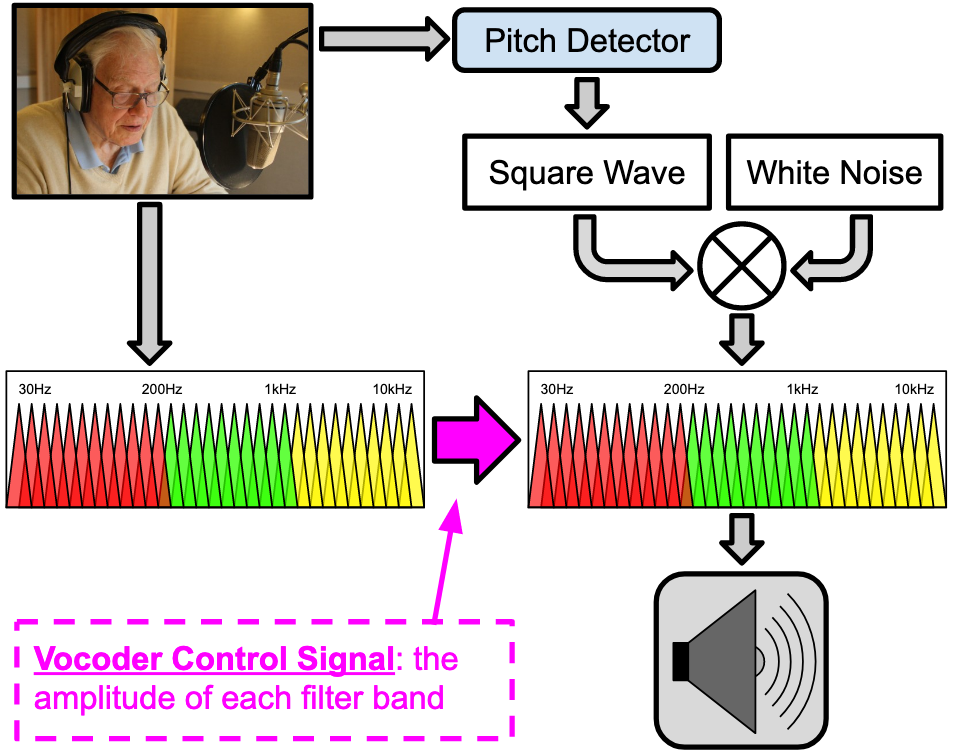 Pitch Detector
Square Wave
White Noise
30Hz 200Hz 1kHz 10kHz
30Hz 200Hz 1kHz 10kHz
Vocoder Control Signal: the
amplitude of each filter band